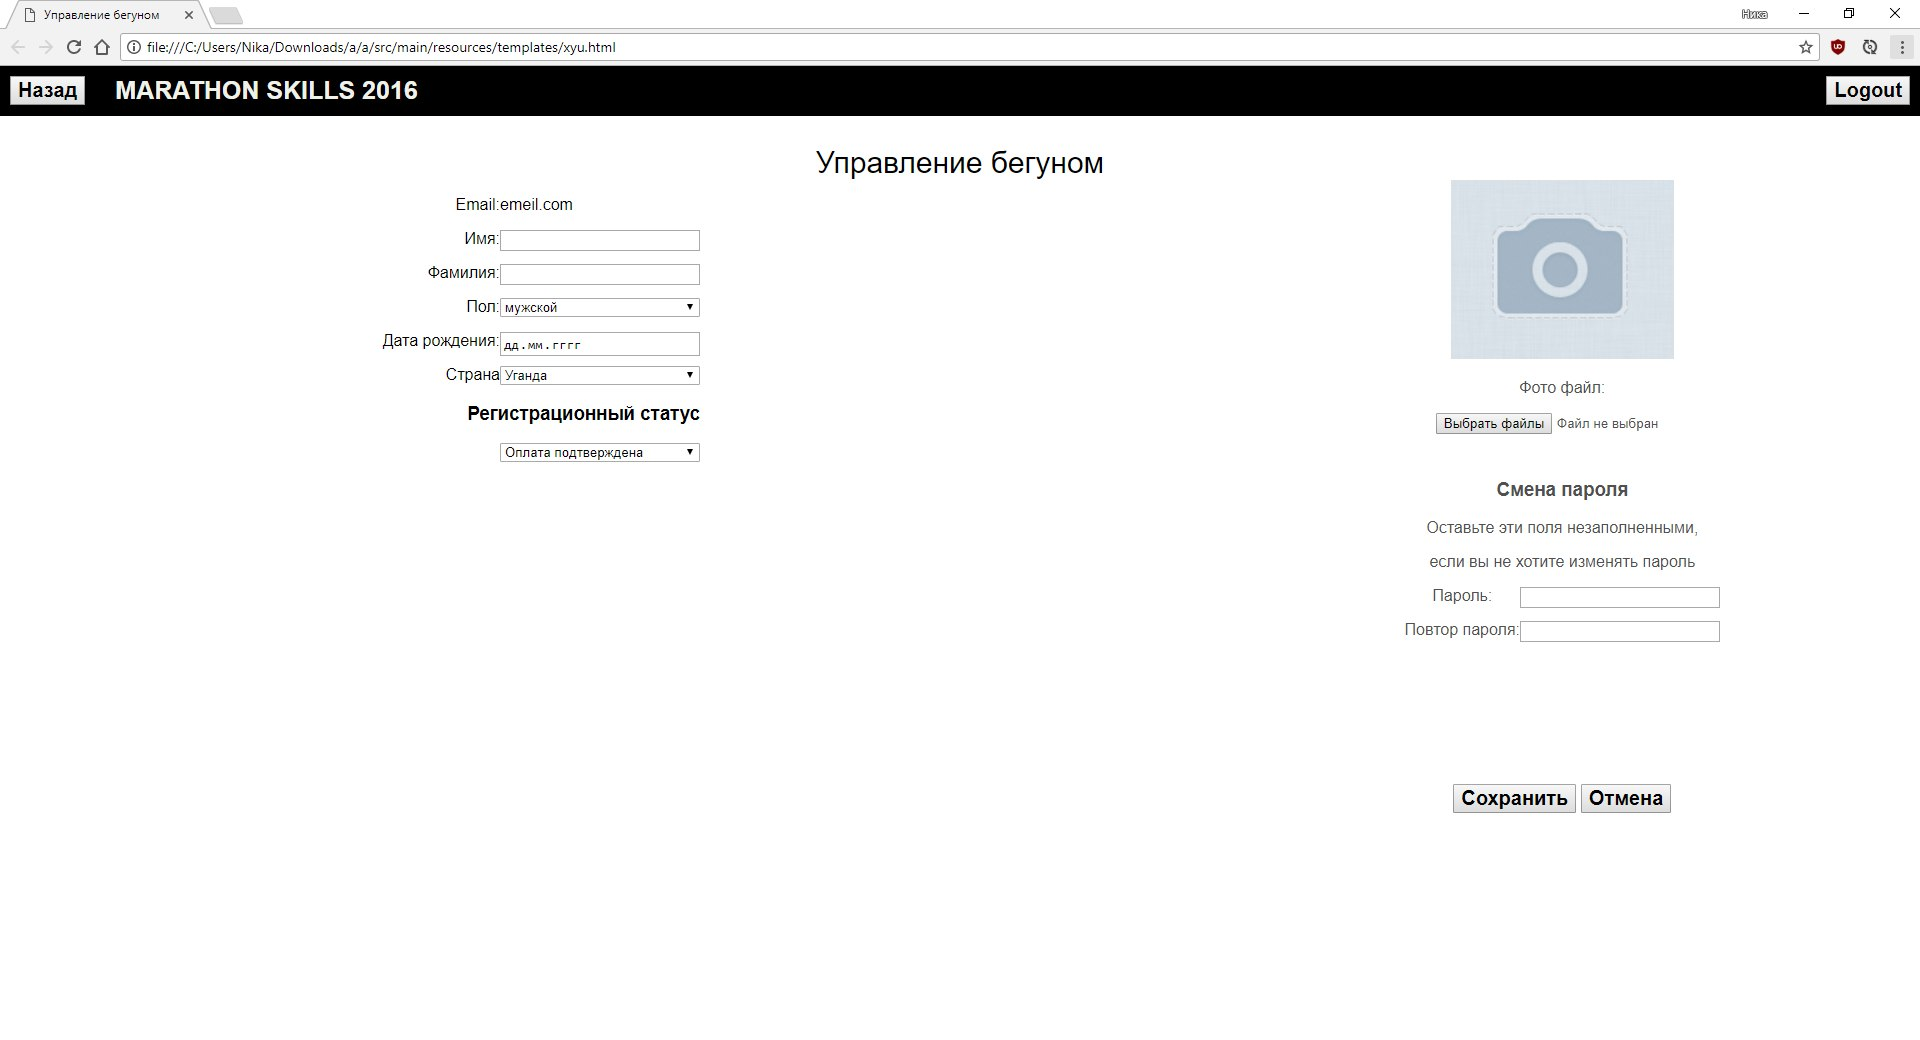 Управление бегуном
Ника
file:///C:/Users/Nika/Downloads/a/a/src/main/resources/templates/xyu.html
Назад
MARATHON SKILLS 2016
Logout
Управление бегуном
Email:emeil.com
Имя:
Фамилия:
Пол: мужской
Дата рождения: дд.мм.гггг
Страна Уганда
Регистрационный статус
Оплата подтверждена
Фото файл:
Выбрать файлы Файл не выбран
Смена пароля
Оставьте эти поля незаполненными,
если вы не хотите изменять пароль
Пароль:
Повтор пароля:
Сохранить Отмена